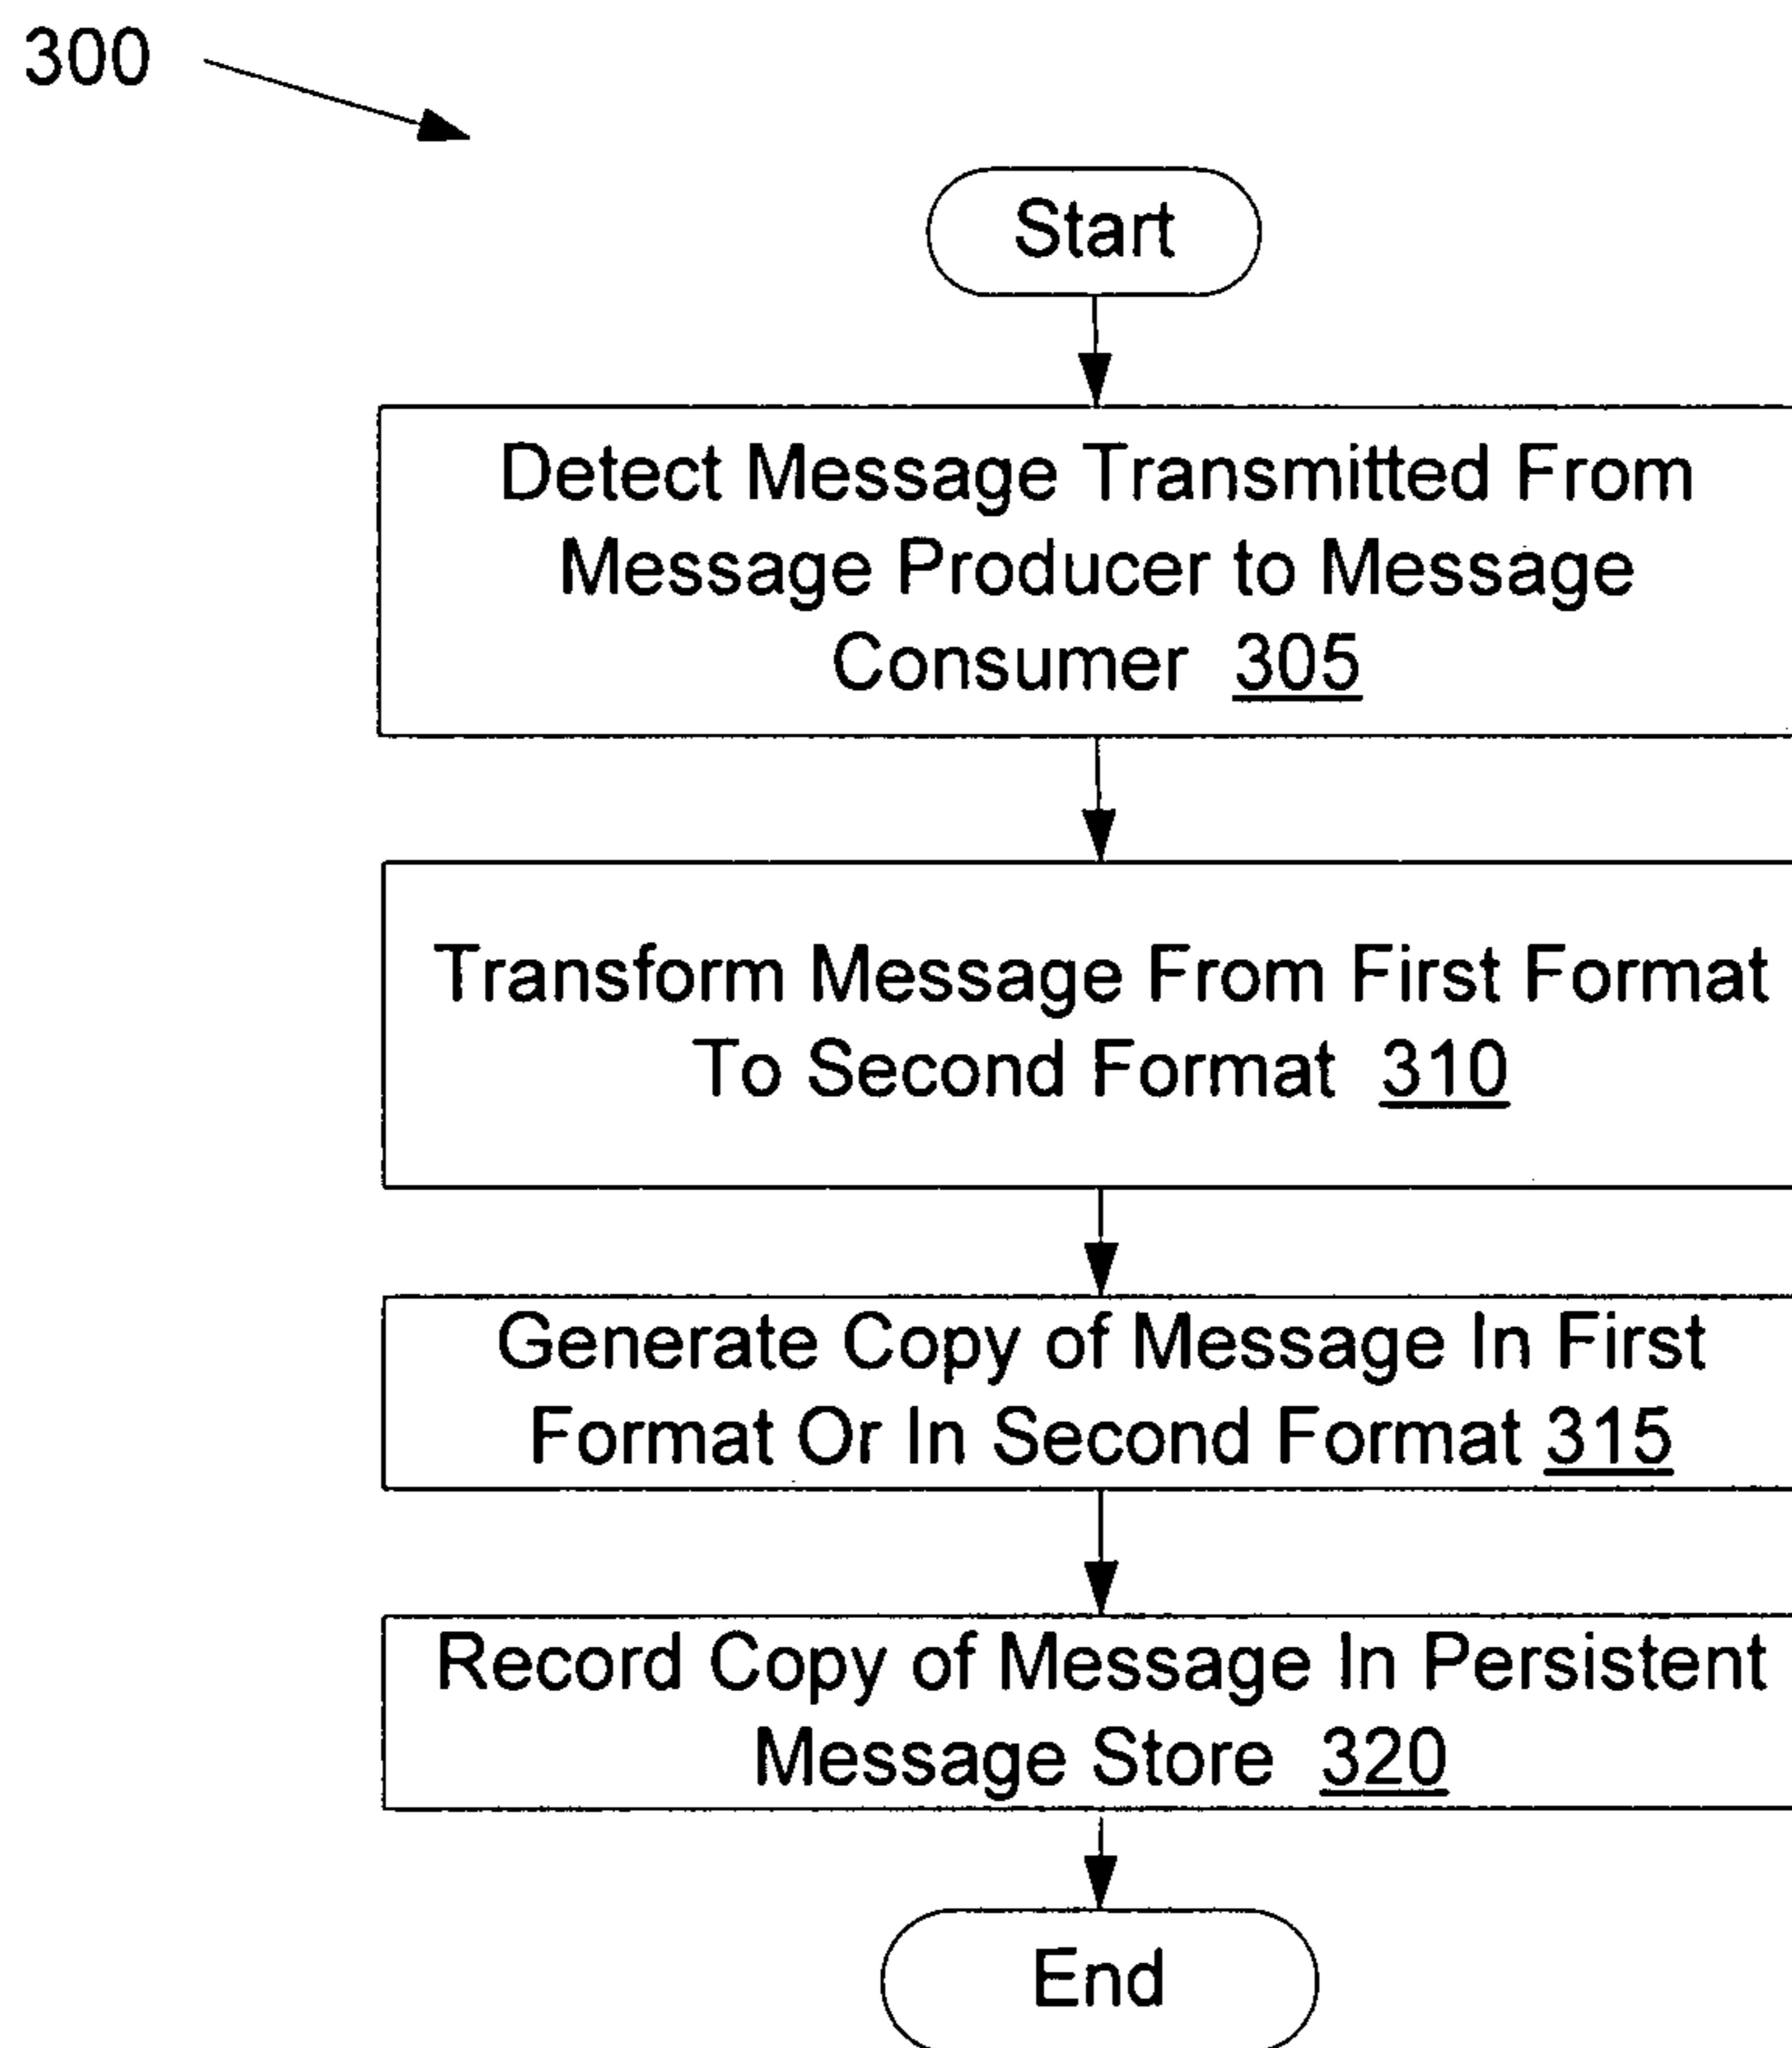 300
Start
Detect Message Transmitted From
Message Producer to Message
Consumer 305
Transform Message From First Format
To Second Format 310
Generate Copy of Message In First
Format Or In Second Format 315
Record Copy of Message In Persistent
Message Store 320
End